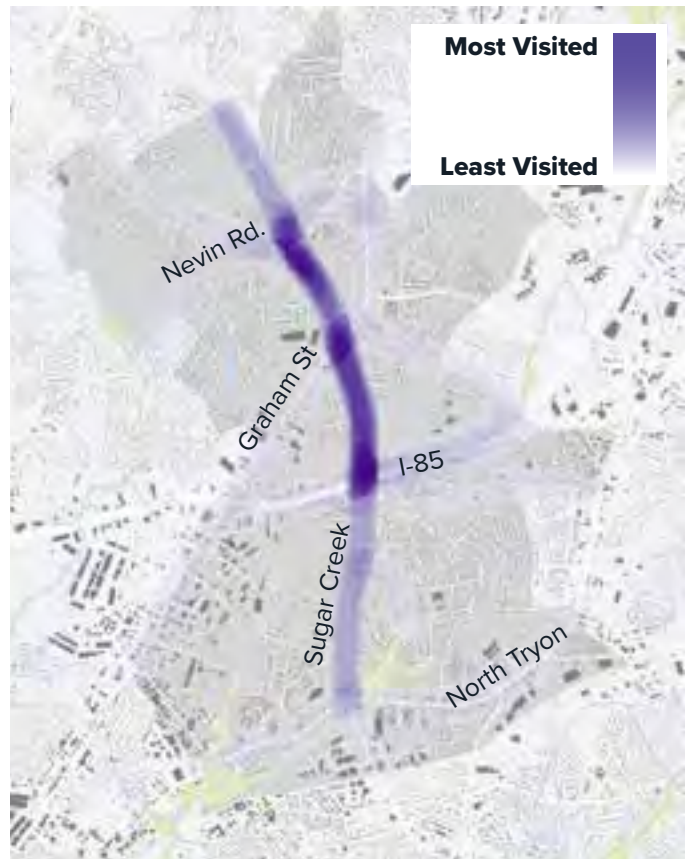 Most Visited
Least Visited
Nevin Rd.
Graham St
I-85
Sugar Creek
North Tryon